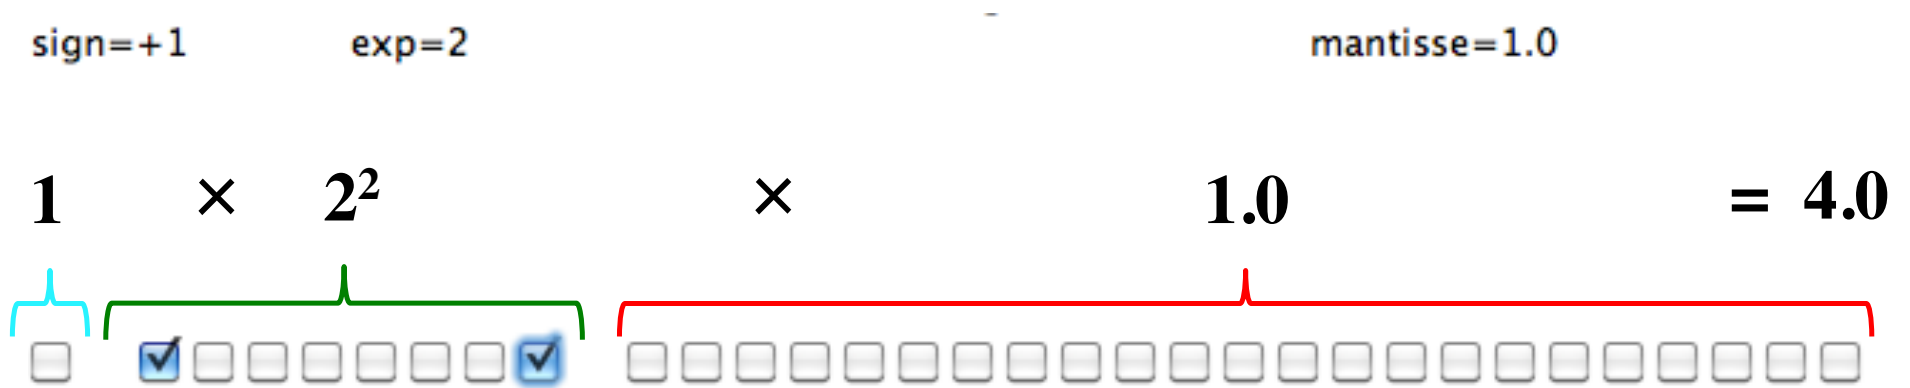 sign=+1 exp=2 mantisse=1.0
1 × 2² × 1.0 = 4.0